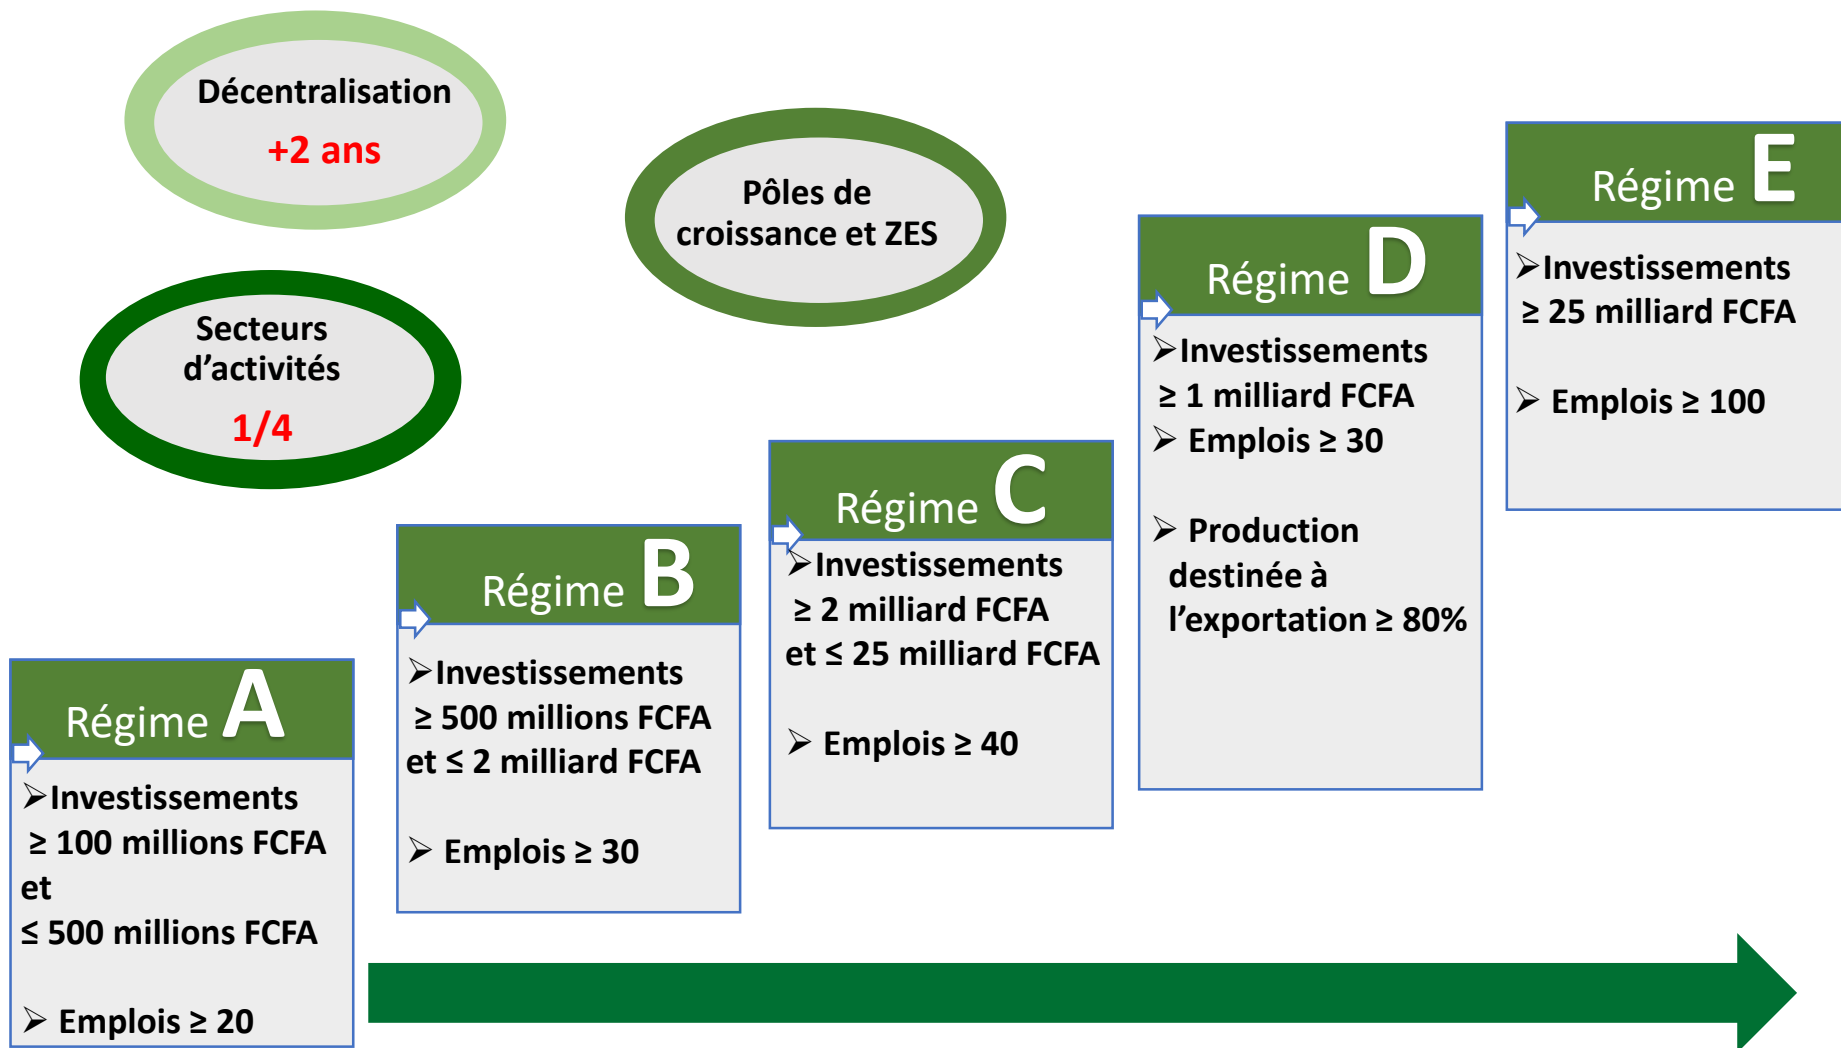 Décentralisation
+2 ans
Secteurs
d’activités
1/4
Pôles de
croissance et ZES
Régime A
➢Investissements
≥ 100 millions FCFA
et
≤ 500 millions FCFA
➢ Emplois ≥ 20
Régime B
➢Investissements
≥ 500 millions FCFA
et ≤ 2 milliard FCFA
➢ Emplois ≥ 30
Régime C
➢Investissements
≥ 2 milliard FCFA
et ≤ 25 milliard FCFA
➢ Emplois ≥ 40
Régime D
➢Investissements
≥ 1 milliard FCFA
➢ Emplois ≥ 30
➢ Production
destinée à
l’exportation ≥ 80%
Régime E
➢Investissements
≥ 25 milliard FCFA
➢ Emplois ≥ 100